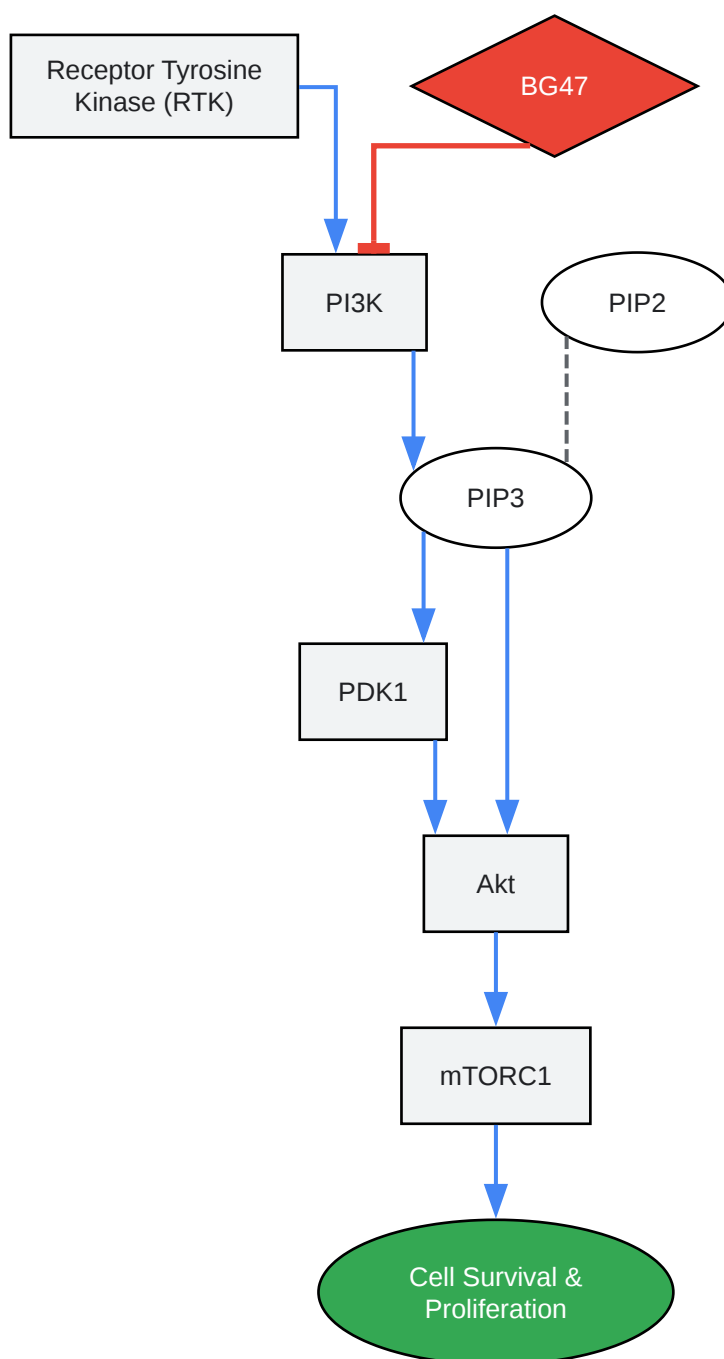 Receptor Tyrosine
Kinase (RTK)
BG47
PI3K
PIP2
PIP3
PDK1
Akt
mTORC1
Cell Survival &
Proliferation